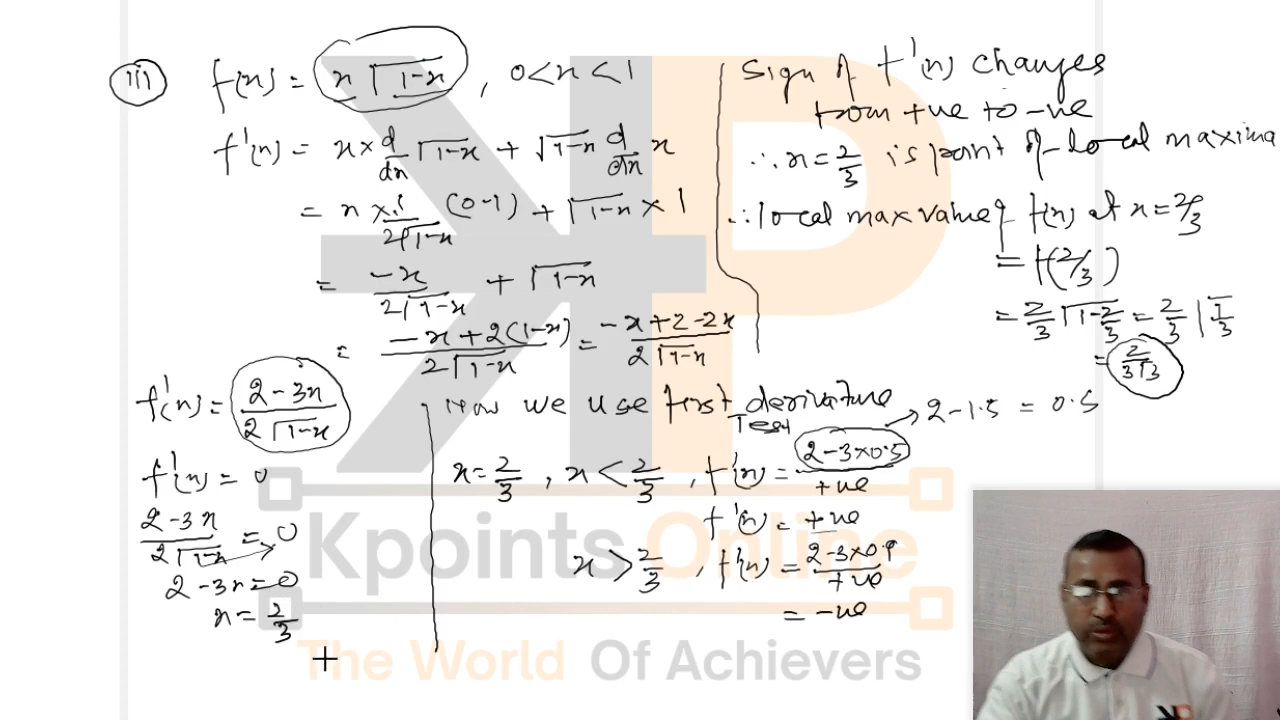 (iii) f(x) = x √1-x , 0 < x < 1
f'(x) = x × d/dx √1-x + √1-x d/dx x
= x × 1/2√1-x (0-1) + √1-x × 1
= -x/2√1-x + √1-x
= -x + 2(1-x)/2√1-x = -x+2-2x/2√1-x
f'(x) = 2-3x/2√1-x
f'(x) = 0
2-3x/2√1-x = 0
2-3x = 0
x = 2/3
Now we use first derivative
Test
x = 2/3 , x < 2/3 , f'(x) = 2-3×0.5/+ve → 2-1.5 = 0.5
f'(x) = +ve
x > 2/3 , f'(x) = 2-3×0.9/+ve
= -ve
Sign of f'(x) changes
from +ve to -ve
∴ x = 2/3 is point of local maxima
∴ local max value of f(x) at x = 2/3
= f(2/3)
= 2/3 √1-2/3 = 2/3 √1/3
= 2/3√3
Kpoints Online
The World Of Achievers